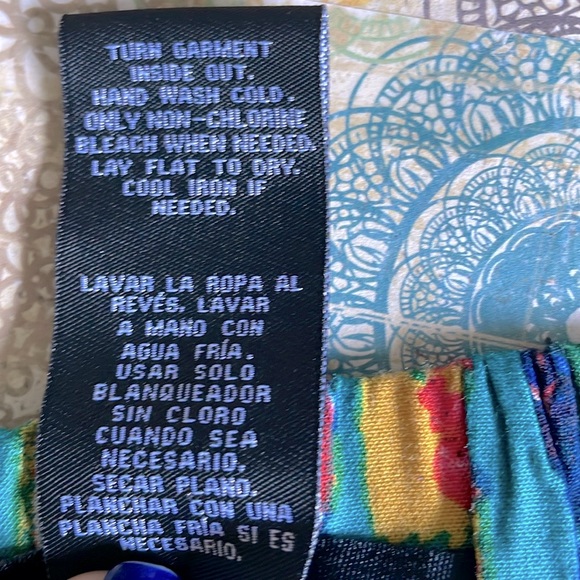 TURN GARMENT
INSIDE OUT.
HAND WASH COLD.
ONLY NON-CHLORINE
BLEACH WHEN NEEDED.
LAY FLAT TO DRY.
COOL IRON IF
NEEDED.
LAVAR LA ROPA AL
REVÉS. LAVAR
A MANO CON
AGUA FRÍA.
USAR SOLO
BLANQUEADOR
SIN CLORO
CUANDO SEA
NECESARIO.
SECAR PLANO.
PLANCHAR CON UNA
PLANCHA FRÍA SI ES
NECESARIO.